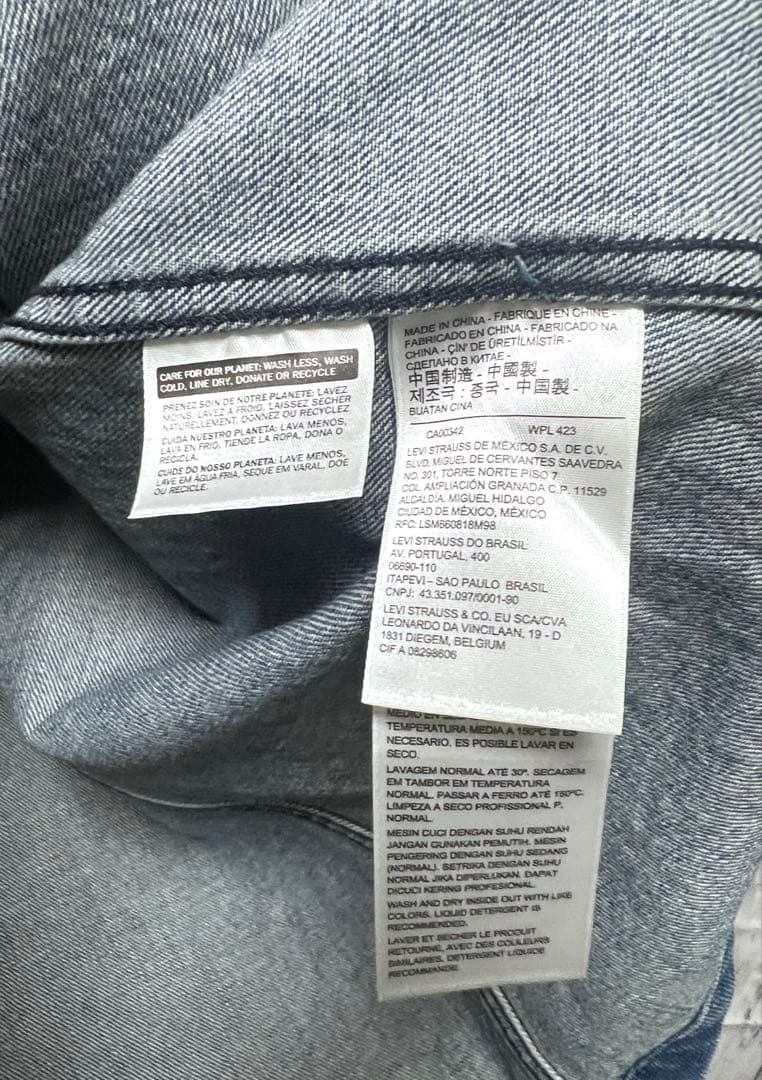 CARE FOR OUR PLANET: WASH LESS, WASH
COLD, LINE DRY, DONATE OR RECYCLE
PRENEZ SOIN DE NOTRE PLANETE: LAVEZ
MOINS, LAVEZ A FROID, LAISSEZ SÉCHER
NATURELLEMENT, DONNEZ OU RECYCLEZ
CUIDA NUESTRO PLANETA: LAVA MENOS,
LAVA EN FRIO, TIENDE LA ROPA, DONA O
RECICLA.
CUIDE DO NOSSO PLANETA: LAVE MENOS,
LAVE EM ÁGUA FRIA, SEQUE EM VARAL, DOE
OU RECICLE.
MADE IN CHINA - FABRIQUÉ EN CHINE -
FABRICADO EN CHINA - FABRICADO NA
CHINA - ÇİN' DE ÜRETİLMİŞTİR -
СДЕЛАНО В КИТАЕ -
中国制造 - 中國製 -
제조국 : 중국 - 中国製 -
BUATAN CINA
CA00342 WPL 423
LEVI STRAUSS DE MÉXICO S.A. DE C.V.
BLVD. MIGUEL DE CERVANTES SAAVEDRA
NO. 301, TORRE NORTE PISO 7
COL. AMPLIACIÓN GRANADA C.P. 11529
ALCALDÍA. MIGUEL HIDALGO
CIUDAD DE MÉXICO, MÉXICO
RFC: LSM660818M98
LEVI STRAUSS DO BRASIL
AV. PORTUGAL, 400
06690-110
ITAPEVI – SAO PAULO BRASIL
CNPJ: 43.351.097/0001-90
LEVI STRAUSS & CO. EU SCA/CVA
LEONARDO DA VINCILAAN, 19 - D
1831 DIEGEM, BELGIUM
CIF A 08298606
MEDIO EN
TEMPERATURA MEDIA A 150ºC SI ES
NECESARIO. ES POSIBLE LAVAR EN
SECO.
LAVAGEM NORMAL ATÉ 30º. SECAGEM
EM TAMBOR EM TEMPERATURA
NORMAL. PASSAR A FERRO ATÉ 150ºC.
LIMPEZA A SECO PROFISSIONAL P.
NORMAL.
MESIN CUCI DENGAN SUHU RENDAH
JANGAN GUNAKAN PEMUTIH. MESIN
PENGERING DENGAN SUHU SEDANG
(NORMAL). SETRIKA DENGAN SUHU
NORMAL JIKA DIPERLUKAN. DAPAT
DICUCI KERING PROFESIONAL.
WASH AND DRY INSIDE OUT WITH LIKE
COLORS. LIQUID DETERGENT IS
RECOMMENDED.
LAVER ET SECHER LE PRODUIT
RETOURNE, AVEC DES COULEURS
SIMILAIRES. DETERGENT LIQUIDE
RECOMMANDE.